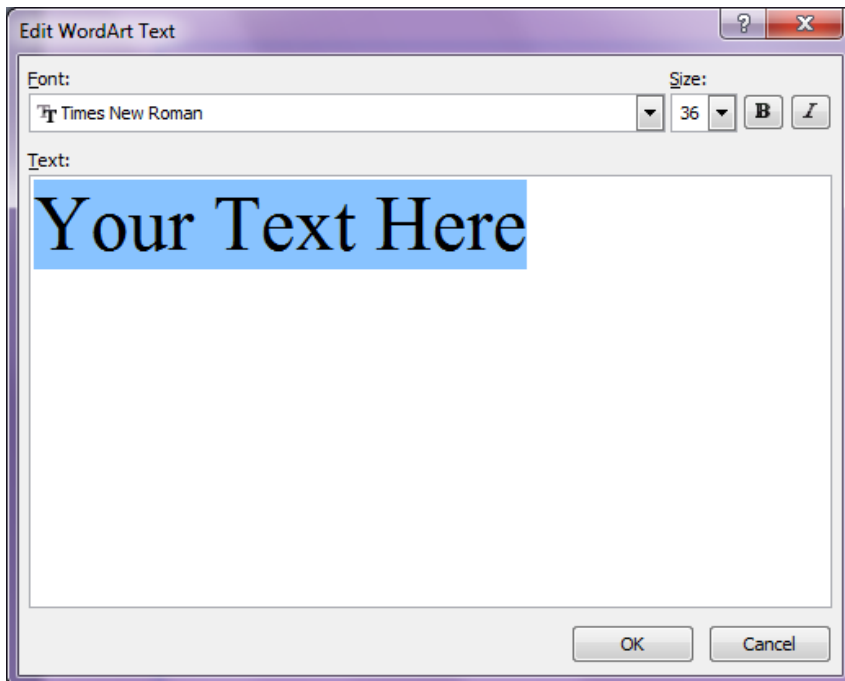 Edit WordArt Text
Font:
Size:
Times New Roman
36
B
I
Text:
Your Text Here
OK
Cancel